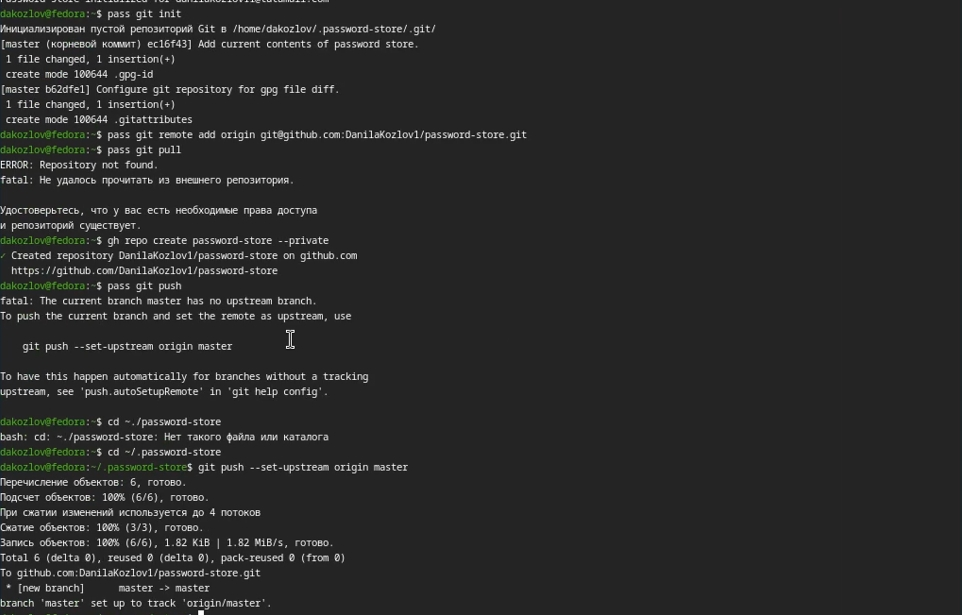 dakozlov@fedora:~$ pass git init
Инициализирован пустой репозиторий Git в /home/dakozlov/.password-store/.git/
[master (корневой коммит) ec16f43] Add current contents of password store.
 1 file changed, 1 insertion(+)
 create mode 100644 .gpg-id
[master b62dfe1] Configure git repository for gpg file diff.
 1 file changed, 1 insertion(+)
 create mode 100644 .gitattributes
dakozlov@fedora:~$ pass git remote add origin git@github.com:DanilaKozlov1/password-store.git
dakozlov@fedora:~$ pass git pull
ERROR: Repository not found.
fatal: Не удалось прочитать из внешнего репозитория.

Удостоверьтесь, что у вас есть необходимые права доступа
и репозиторий существует.
dakozlov@fedora:~$ gh repo create password-store --private
✓ Created repository DanilaKozlov1/password-store on github.com
  https://github.com/DanilaKozlov1/password-store
dakozlov@fedora:~$ pass git push
fatal: The current branch master has no upstream branch.
To push the current branch and set the remote as upstream, use

    git push --set-upstream origin master

To have this happen automatically for branches without a tracking
upstream, see 'push.autoSetupRemote' in 'git help config'.

dakozlov@fedora:~$ cd ~./password-store
bash: cd: ~./password-store: Нет такого файла или каталога
dakozlov@fedora:~$ cd ~/.password-store
dakozlov@fedora:~/.password-store$ git push --set-upstream origin master
Перечисление объектов: 6, готово.
Подсчет объектов: 100% (6/6), готово.
При сжатии изменений используется до 4 потоков
Сжатие объектов: 100% (3/3), готово.
Запись объектов: 100% (6/6), 1.82 KiB | 1.82 MiB/s, готово.
Total 6 (delta 0), reused 0 (delta 0), pack-reused 0 (from 0)
To github.com:DanilaKozlov1/password-store.git
 * [new branch]      master -> master
branch 'master' set up to track 'origin/master'.